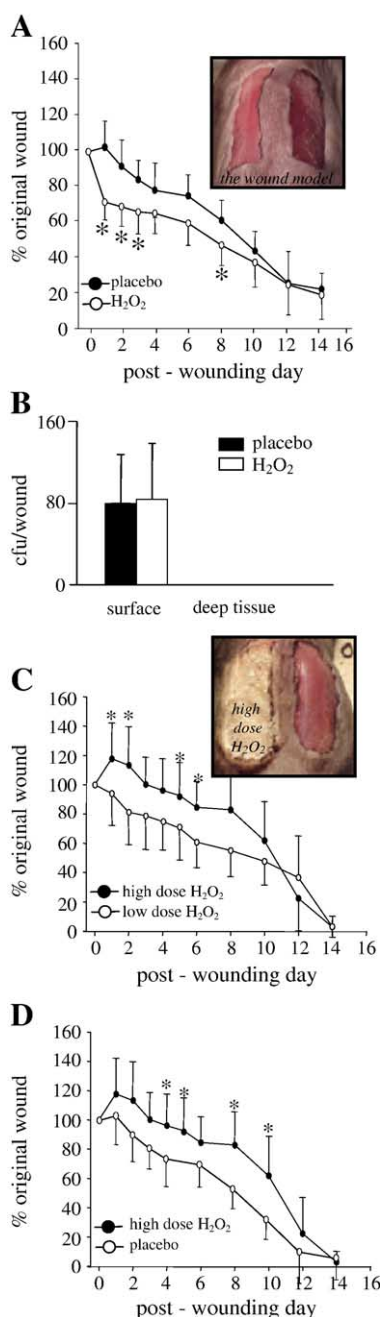 A
160
140
120
100
80
60
40
20
0
% original wound
the wound model
placebo
H₂O₂
* * * *
0 2 4 6 8 10 12 14 16
post - wounding day
B
160
80
0
cfu/wound
placebo
H₂O₂
surface deep tissue
C
160
140
120
100
80
60
40
20
0
% original wound
high
dose
H₂O₂
* * * *
high dose H₂O₂
low dose H₂O₂
0 2 4 6 8 10 12 14 16
post - wounding day
D
160
140
120
100
80
60
40
20
0
% original wound
* * * *
high dose H₂O₂
placebo
0 2 4 6 8 10 12 14 16
post - wounding day